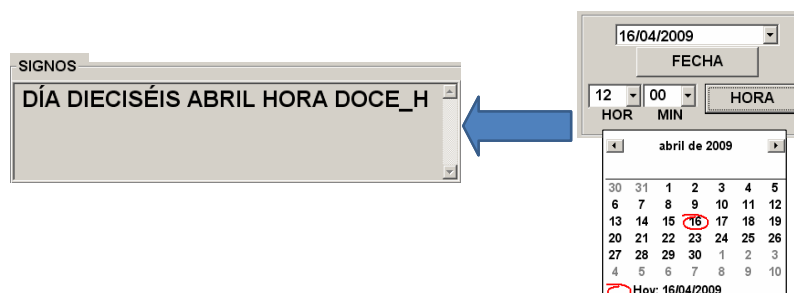 SIGNOS
DÍA DIECISÉIS ABRIL HORA DOCE_H
16/04/2009
FECHA
12 00 HORA
HOR MIN
abril de 2009
30 31 1 2 3 4 5
6 7 8 9 10 11 12
13 14 15 16 17 18 19
20 21 22 23 24 25 26
27 28 29 30 1 2 3
4 5 6 7 8 9 10
Hoy: 16/04/2009